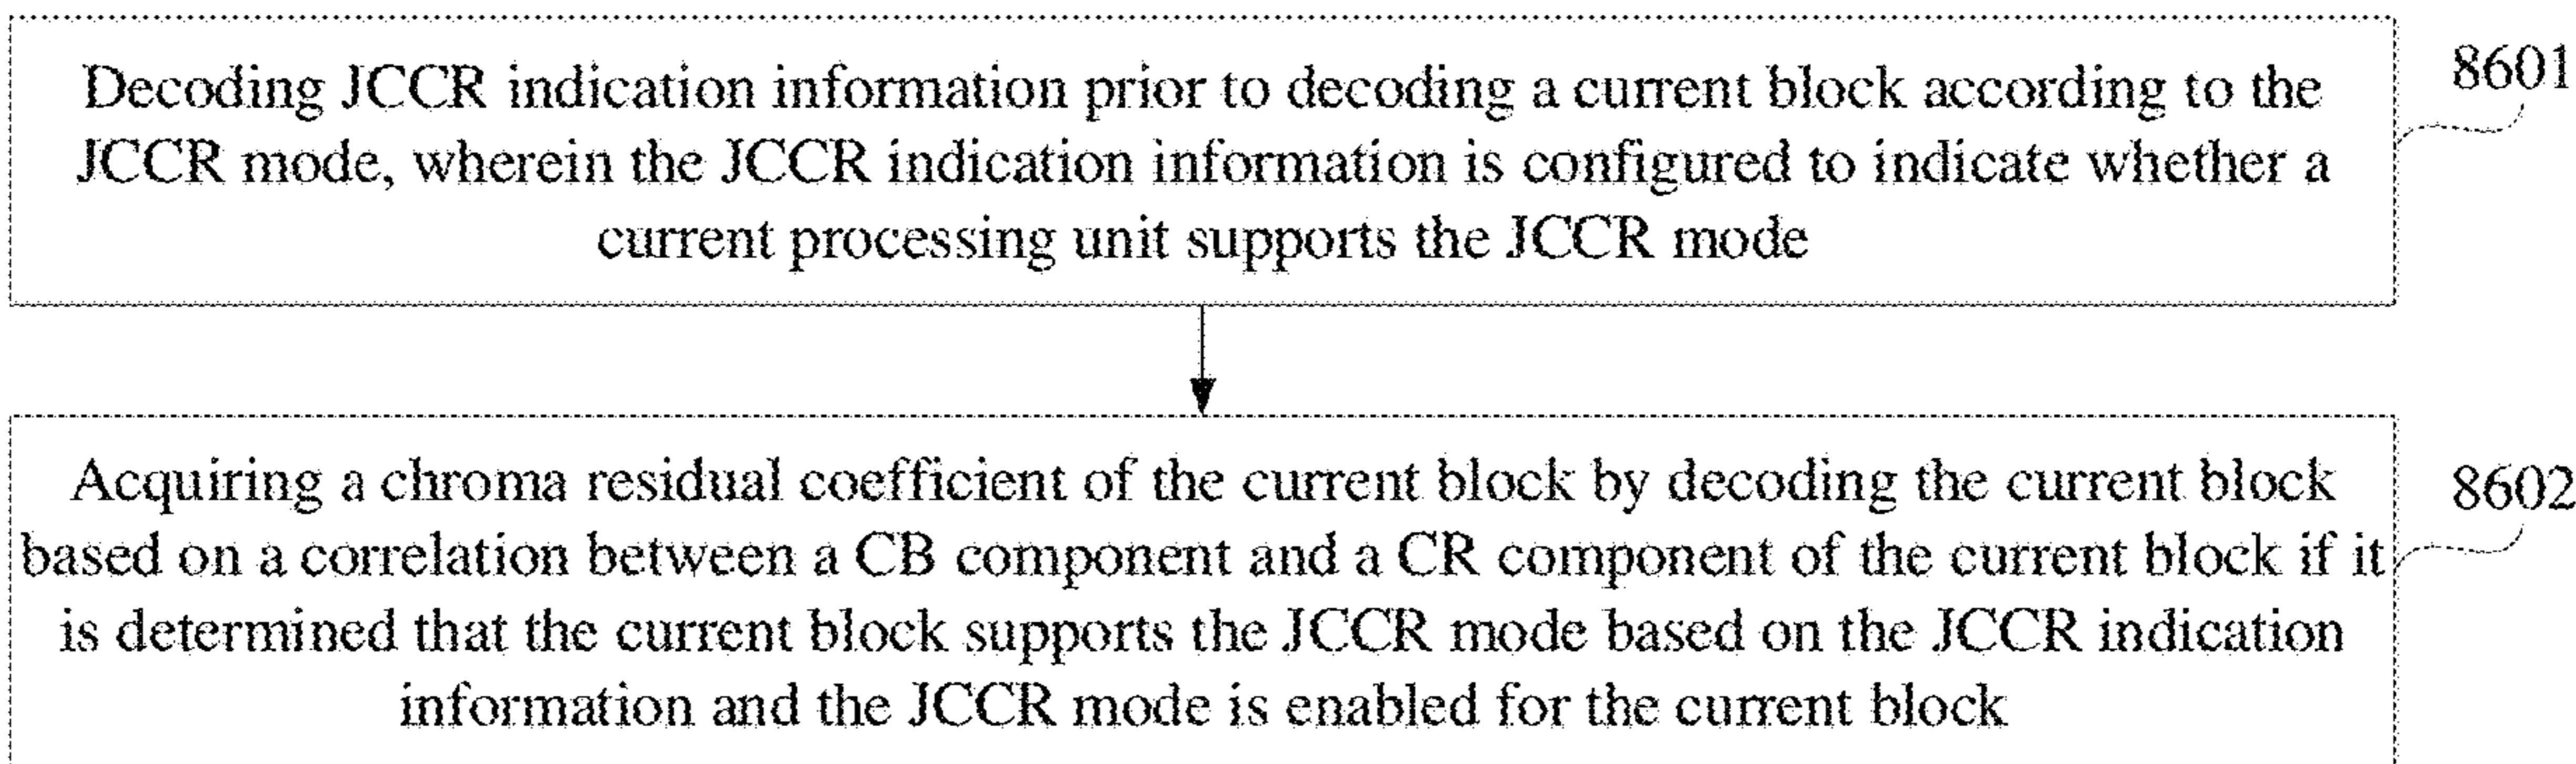 Decoding JCCR indication information prior to decoding a current block according to the
JCCR mode, wherein the JCCR indication information is configured to indicate whether a
current processing unit supports the JCCR mode
8601
Acquiring a chroma residual coefficient of the current block by decoding the current block
based on a correlation between a CB component and a CR component of the current block if it
is determined that the current block supports the JCCR mode based on the JCCR indication
information and the JCCR mode is enabled for the current block
8602